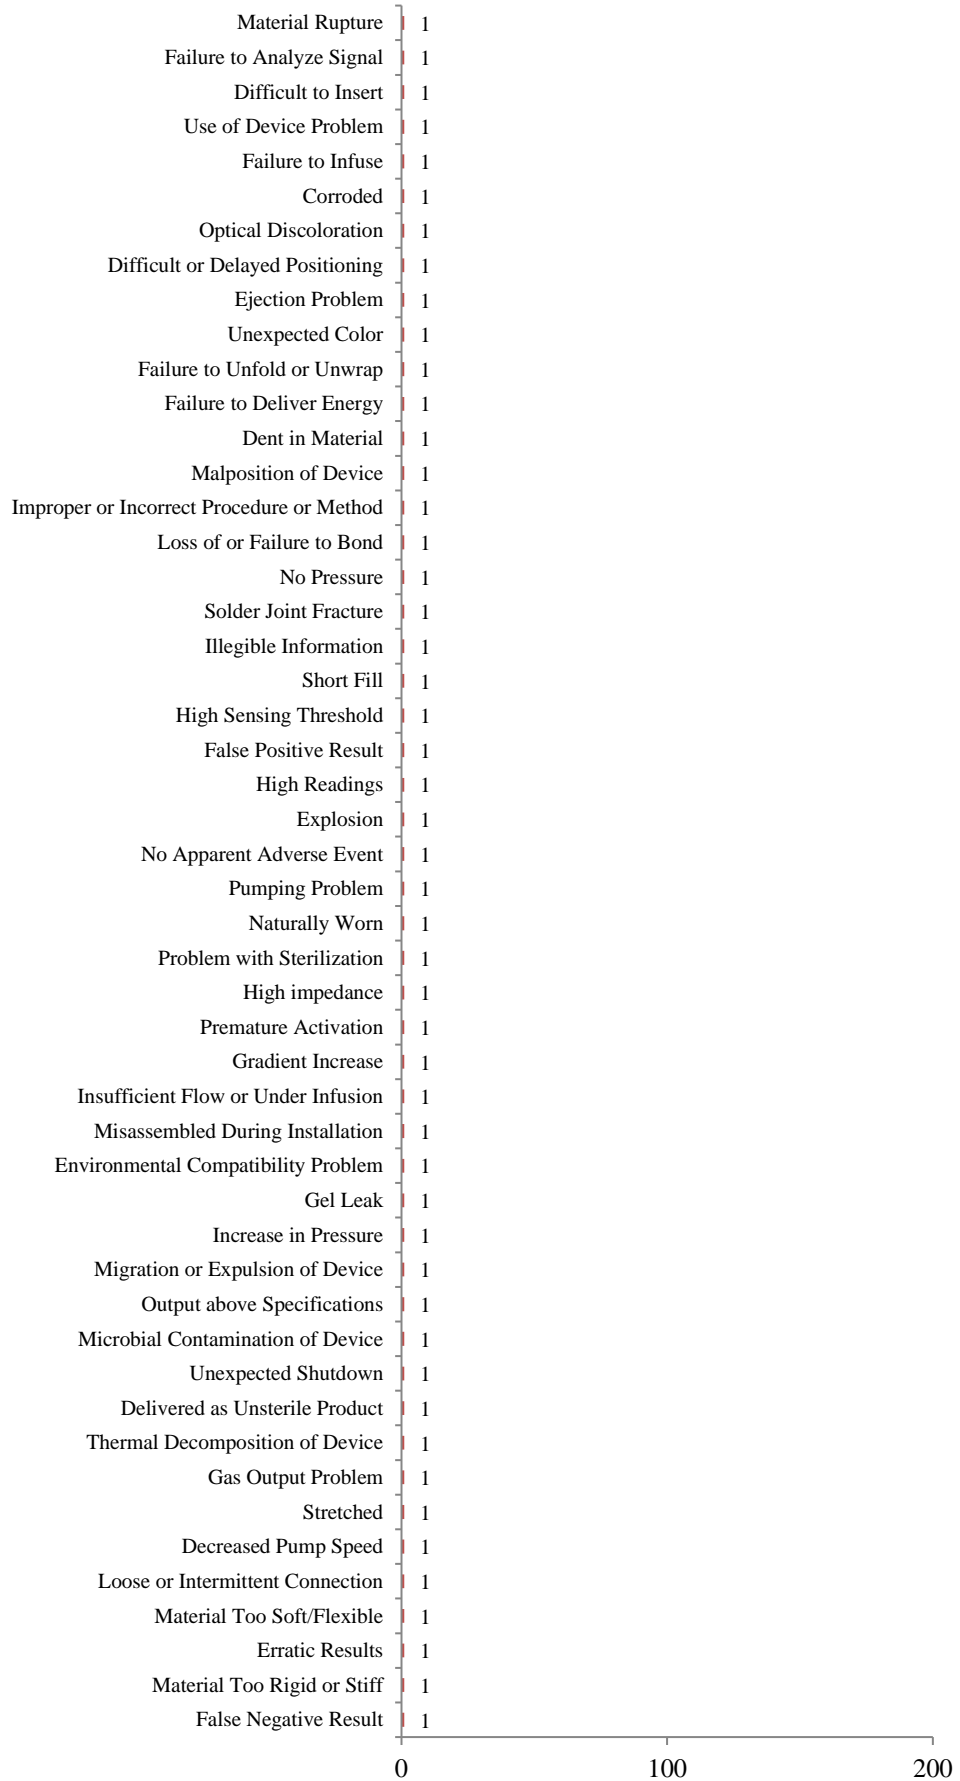 Material Rupture 1
Failure to Analyze Signal 1
Difficult to Insert 1
Use of Device Problem 1
Failure to Infuse 1
Corroded 1
Optical Discoloration 1
Difficult or Delayed Positioning 1
Ejection Problem 1
Unexpected Color 1
Failure to Unfold or Unwrap 1
Failure to Deliver Energy 1
Dent in Material 1
Malposition of Device 1
Improper or Incorrect Procedure or Method 1
Loss of or Failure to Bond 1
No Pressure 1
Solder Joint Fracture 1
Illegible Information 1
Short Fill 1
High Sensing Threshold 1
False Positive Result 1
High Readings 1
Explosion 1
No Apparent Adverse Event 1
Pumping Problem 1
Naturally Worn 1
Problem with Sterilization 1
High impedance 1
Premature Activation 1
Gradient Increase 1
Insufficient Flow or Under Infusion 1
Misassembled During Installation 1
Environmental Compatibility Problem 1
Gel Leak 1
Increase in Pressure 1
Migration or Expulsion of Device 1
Output above Specifications 1
Microbial Contamination of Device 1
Unexpected Shutdown 1
Delivered as Unsterile Product 1
Thermal Decomposition of Device 1
Gas Output Problem 1
Stretched 1
Decreased Pump Speed 1
Loose or Intermittent Connection 1
Material Too Soft/Flexible 1
Erratic Results 1
Material Too Rigid or Stiff 1
False Negative Result 1
0 100 200